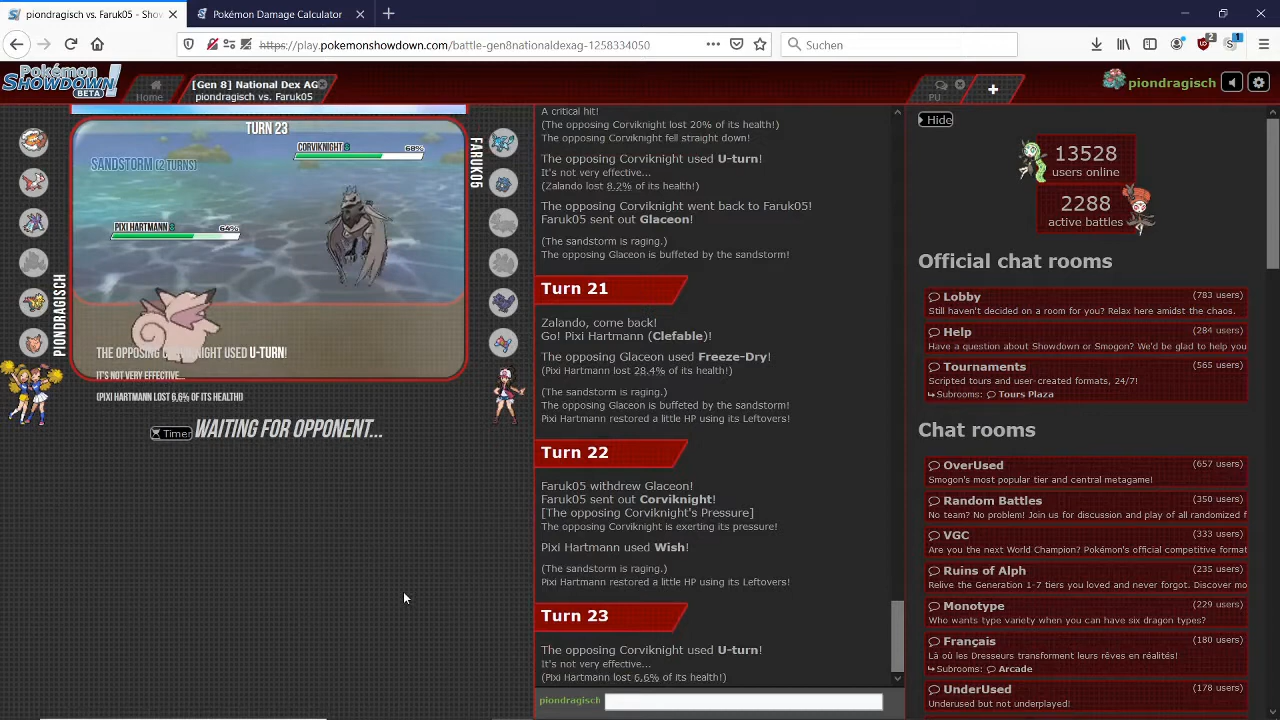 piondragisch vs. Faruk05 - Shov
Pokémon Damage Calculator
https://play.pokemonshowdown.com/battle-gen8nationaldexag-1258334050
Suchen
2
1
Pokémon
SHOWDOWN!
BETA!
Home
[Gen 8] National Dex AG
piondragisch vs. Faruk05
PU
piondragisch
TURN 23
SANDSTORM (2 TURNS)
CORVIKNIGHT
68%
PIXI HARTMANN
64%
PIONDRAGISCH
FARUK05
THE OPPOSING CORVIKNIGHT USED U-TURN!
IT'S NOT VERY EFFECTIVE...
(PIXI HARTMANN LOST 6,6% OF ITS HEALTH!)
Timer
WAITING FOR OPPONENT...
A critical hit!
(The opposing Corviknight lost 20% of its health!)
The opposing Corviknight fell straight down!
The opposing Corviknight used U-turn!
It's not very effective...
(Zalando lost 8.2% of its health!)
The opposing Corviknight went back to Faruk05!
Faruk05 sent out Glaceon!
(The sandstorm is raging.)
The opposing Glaceon is buffeted by the sandstorm!
Turn 21
Zalando, come back!
Go! Pixi Hartmann (Clefable)!
The opposing Glaceon used Freeze-Dry!
(Pixi Hartmann lost 28.4% of its health!)
(The sandstorm is raging.)
The opposing Glaceon is buffeted by the sandstorm!
Pixi Hartmann restored a little HP using its Leftovers!
Turn 22
Faruk05 withdrew Glaceon!
Faruk05 sent out Corviknight!
[The opposing Corviknight's Pressure]
The opposing Corviknight is exerting its pressure!
Pixi Hartmann used Wish!
(The sandstorm is raging.)
Pixi Hartmann restored a little HP using its Leftovers!
Turn 23
The opposing Corviknight used U-turn!
It's not very effective...
(Pixi Hartmann lost 6.6% of its health!)
piondragisch
Hide
13528
users online
2288
active battles
Official chat rooms
Lobby (783 users)
Still haven't decided on a room for you? Relax here amidst the chaos.
Help (284 users)
Have a question about Showdown or Smogon? We'd be glad to help you
Tournaments (565 users)
Scripted tours and user-created formats, 24/7!
Subrooms: Tours Plaza
Chat rooms
OverUsed (657 users)
Smogon's most popular tier and central metagame!
Random Battles (350 users)
No team? No problem! Join us for discussion and play of all randomized f
VGC (333 users)
Are you the next World Champion? Pokémon's official competitive format
Ruins of Alph (235 users)
Relive the Generation 1-7 tiers you loved and never forgot. Discover mo
Monotype (229 users)
Who wants type variety when you can have six dragon types?
Français (180 users)
Là où les Dresseurs transforment leurs rêves en réalités!
Subrooms: Arcade
UnderUsed (178 users)
Underused but not underplayed!